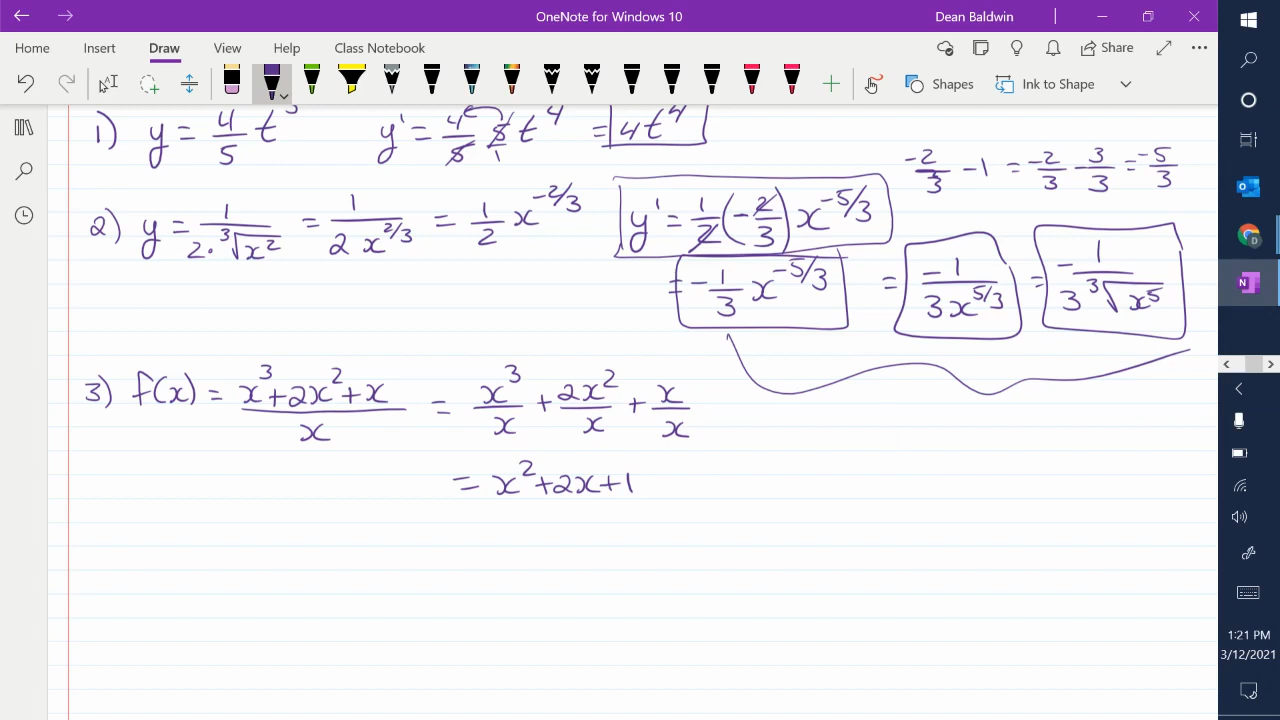 OneNote for Windows 10
Dean Baldwin
Home Insert Draw View Help Class Notebook Share
Shapes Ink to Shape
1) y = 4/5 t^5 y' = 4/5 · 5/1 t^4 = 4t^4
-2/3 - 1 = -2/3 - 3/3 = -5/3
2) y = 1/(2·∛x²) = 1/(2x^(2/3)) = 1/2 x^(-2/3) y' = 1/2 (-2/3) x^(-5/3)
= -1/3 x^(-5/3) = -1/(3x^(5/3)) = -1/(3∛x⁵)
3) f(x) = (x³+2x²+x)/x = x³/x + 2x²/x + x/x
= x²+2x+1
1:21 PM
3/12/2021